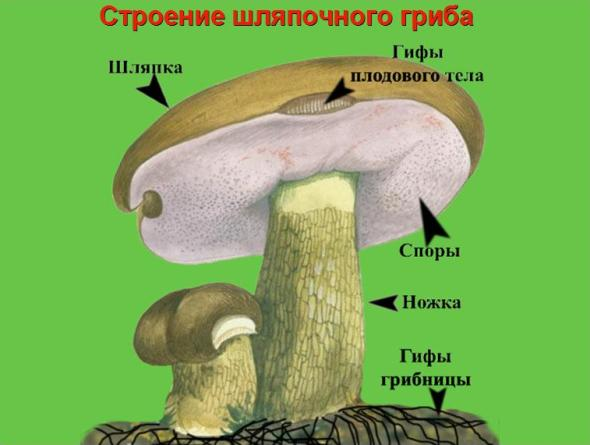 Строение шляпочного гриба
Шляпка
Гифы
плодового тела
Споры
Ножка
Гифы
грибницы